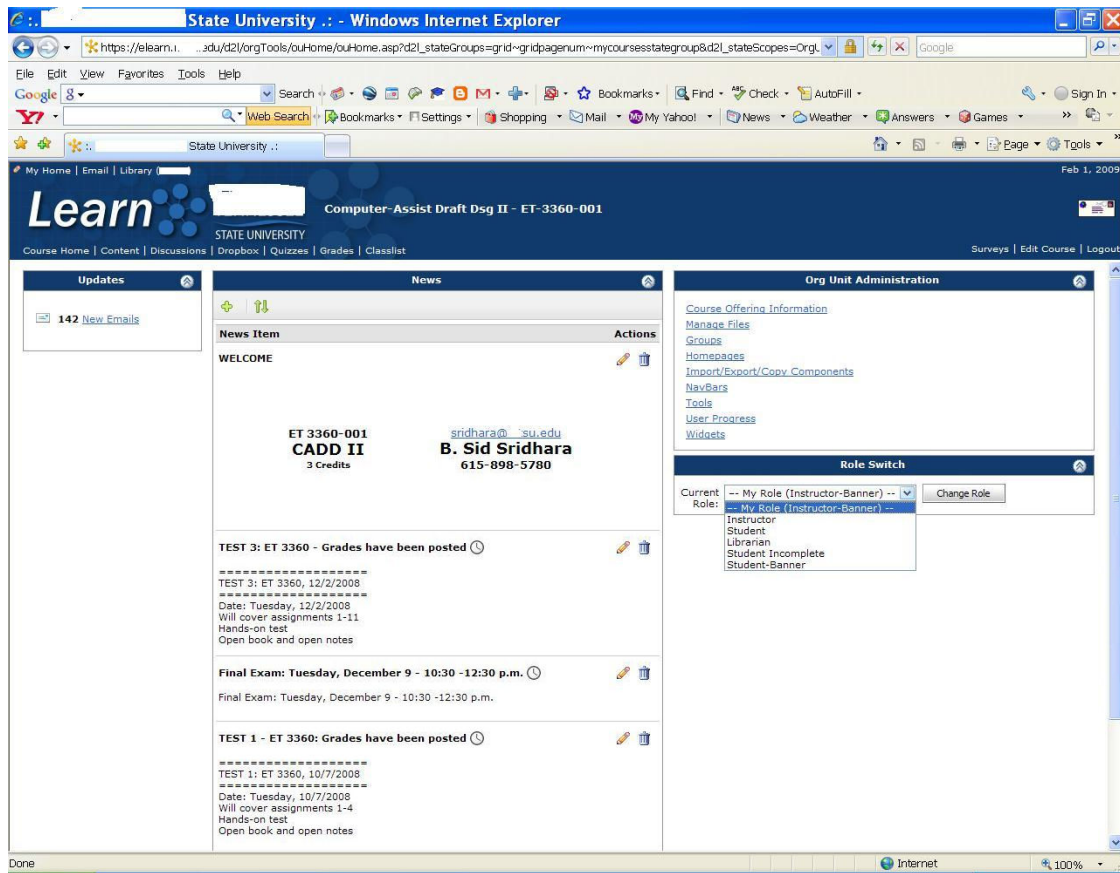 :. State University .: - Windows Internet Explorer
https://elearn. .edu/d2l/orgTools/ouHome/ouHome.asp?d2l_stateGroups=grid~gridpagenum~mycoursesstategroup&d2l_stateScopes=OrgU
Google
File Edit View Favorites Tools Help
Google Search Bookmarks Find Check AutoFill Sign In
Y! Web Search Bookmarks Settings Shopping Mail My Yahoo! News Weather Answers Games »
:. State University .: Page Tools »
My Home | Email | Library ( Feb 1, 2009
Learn
STATE UNIVERSITY
Computer-Assist Draft Dsg II - ET-3360-001
Course Home | Content | Discussions | Dropbox | Quizzes | Grades | Classlist Surveys | Edit Course | Logout
Updates
142 New Emails
News
News Item Actions
WELCOME
ET 3360-001
CADD II
3 Credits
sridhara@ su.edu
B. Sid Sridhara
615-898-5780
TEST 3: ET 3360 - Grades have been posted
===================
TEST 3: ET 3360, 12/2/2008
===================
Date: Tuesday, 12/2/2008
Will cover assignments 1-11
Hands-on test
Open book and open notes
Final Exam: Tuesday, December 9 - 10:30 -12:30 p.m.
Final Exam: Tuesday, December 9 - 10:30 -12:30 p.m.
TEST 1 - ET 3360: Grades have been posted
===================
TEST 1: ET 3360, 10/7/2008
===================
Date: Tuesday, 10/7/2008
Will cover assignments 1-4
Hands-on test
Open book and open notes
Org Unit Administration
Course Offering Information
Manage Files
Groups
Homepages
Import/Export/Copy Components
NavBars
Tools
User Progress
Widgets
Role Switch
Current Role: -- My Role (Instructor-Banner) -- Change Role
-- My Role (Instructor-Banner) --
Instructor
Student
Librarian
Student Incomplete
Student-Banner
Done Internet 100%